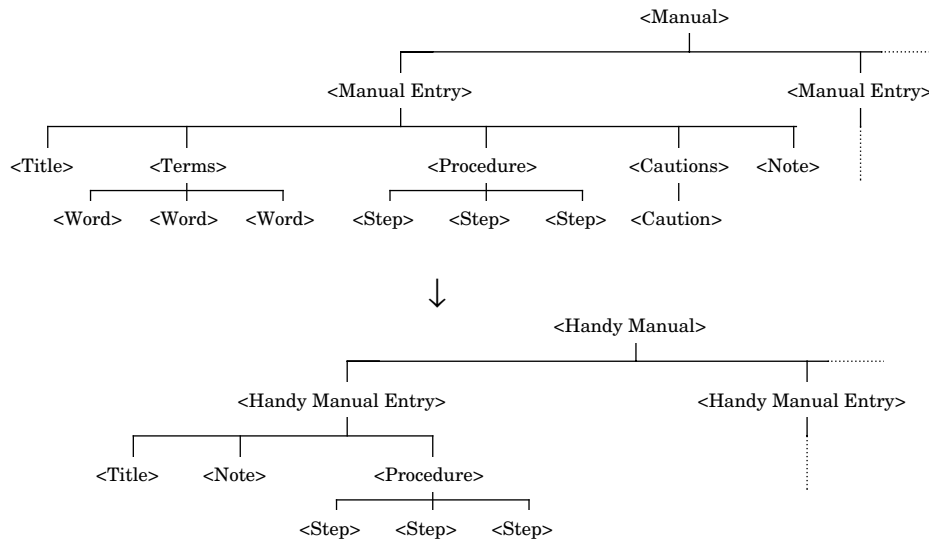 <Manual>
<Manual Entry> <Manual Entry>
<Title> <Terms> <Procedure> <Cautions> <Note>
<Word> <Word> <Word> <Step> <Step> <Step> <Caution>
<Handy Manual>
<Handy Manual Entry> <Handy Manual Entry>
<Title> <Note> <Procedure>
<Step> <Step> <Step>